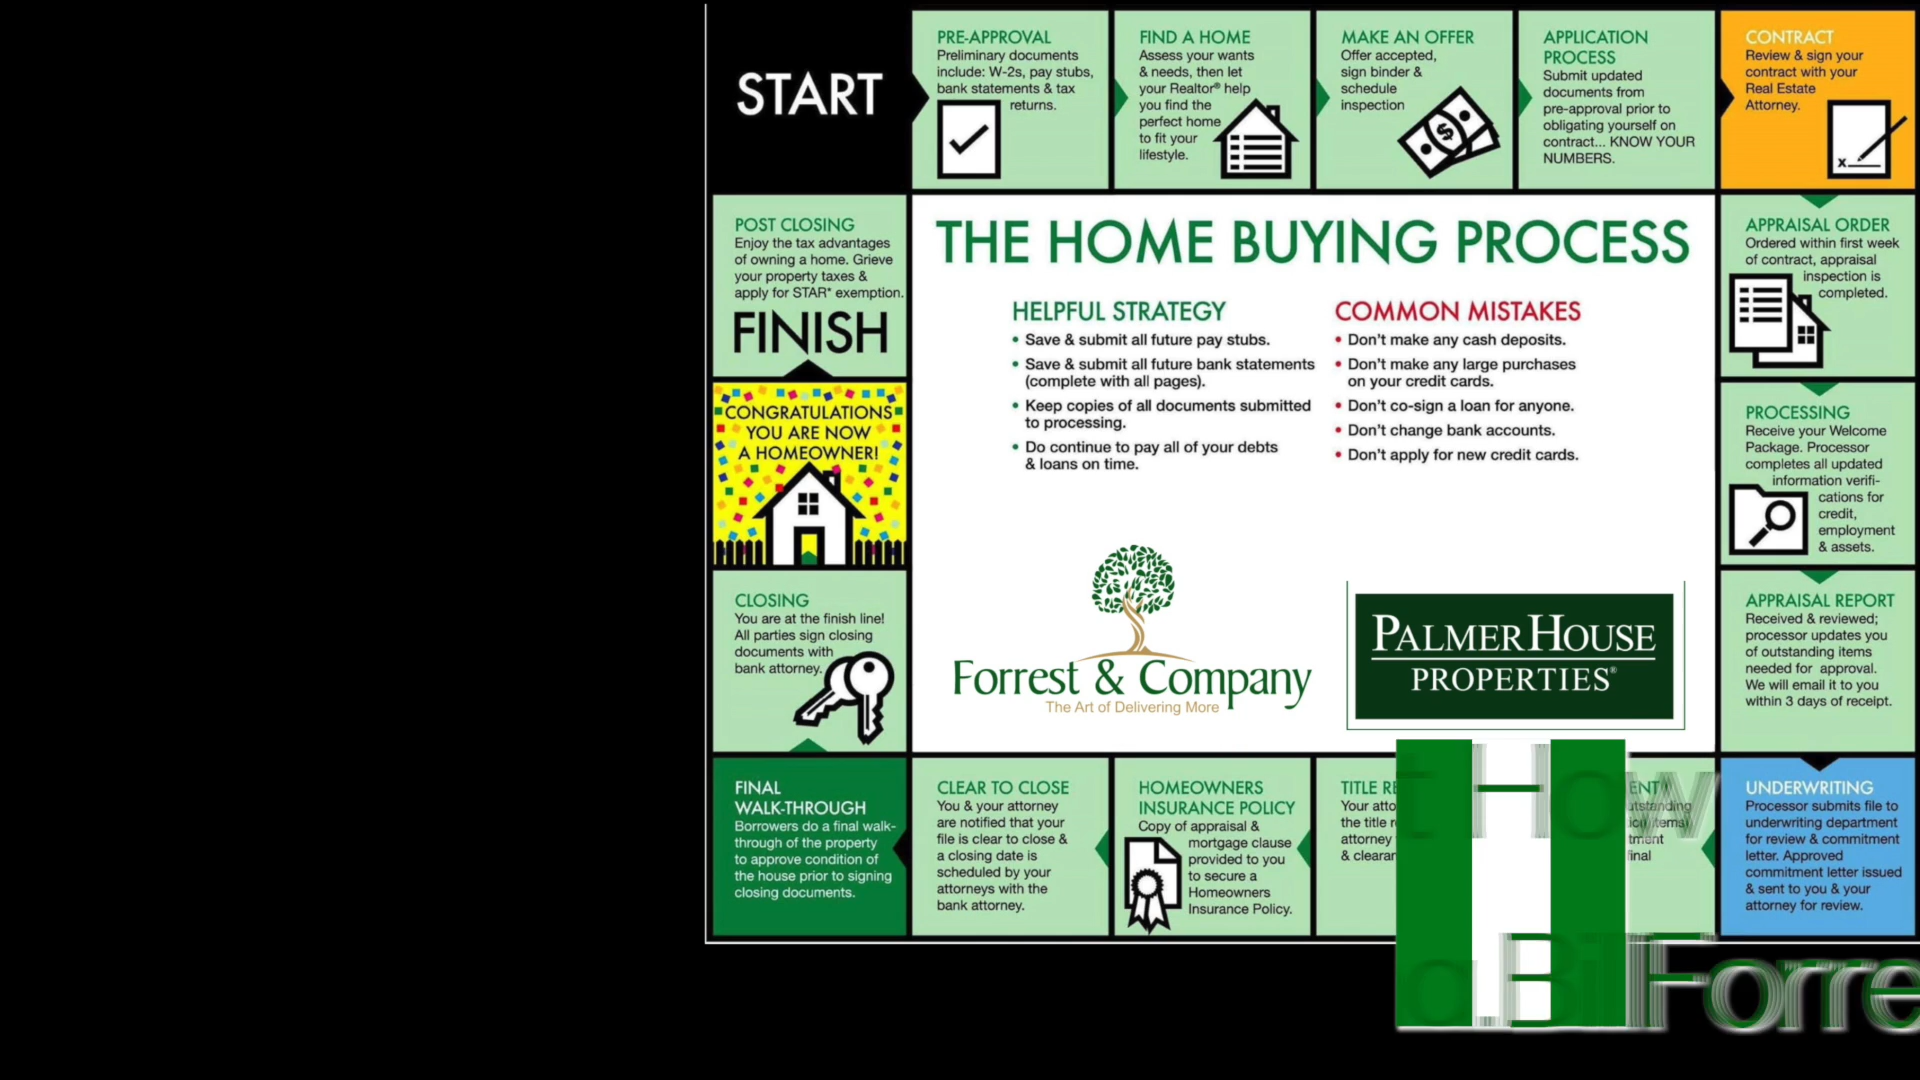 START
PRE-APPROVAL
Preliminary documents
include: W-2s, pay stubs,
bank statements & tax
returns.
FIND A HOME
Assess your wants
& needs, then let
your Realtor® help
you find the
perfect home
to fit your
lifestyle.
MAKE AN OFFER
Offer accepted,
sign binder &
schedule
inspection
$
APPLICATION
PROCESS
Submit updated
documents from
pre-approval prior to
obligating yourself on
contract... KNOW YOUR
NUMBERS.
CONTRACT
Review & sign your
contract with your
Real Estate
Attorney.
x
APPRAISAL ORDER
Ordered within first week
of contract, appraisal
inspection is
completed.
PROCESSING
Receive your Welcome
Package. Processor
completes all updated
information verifi-
cations for
credit,
employment
& assets.
APPRAISAL REPORT
Received & reviewed;
processor updates you
of outstanding items
needed for approval.
We will email it to you
within 3 days of receipt.
UNDERWRITING
Processor submits file to
underwriting department
for review & commitment
letter. Approved
commitment letter issued
& sent to you & your
attorney for review.
TITLE
Your
the title
attorney
&
HOMEOWNERS
INSURANCE POLICY
Copy of appraisal &
mortgage clause
provided to you
to secure a
Homeowners
Insurance Policy.
CLEAR TO CLOSE
You & your attorney
are notified that your
file is clear to close &
a closing date is
scheduled by your
attorneys with the
bank attorney.
FINAL
WALK-THROUGH
Borrowers do a final walk-
through of the property
to approve condition of
the house prior to signing
closing documents.
CLOSING
You are at the finish line!
All parties sign closing
documents with
bank attorney.
CONGRATULATIONS
YOU ARE NOW
A HOMEOWNER!
POST CLOSING
Enjoy the tax advantages
of owning a home. Grieve
your property taxes &
apply for STAR* exemption.
FINISH
THE HOME BUYING PROCESS
HELPFUL STRATEGY
• Save & submit all future pay stubs.
• Save & submit all future bank statements
(complete with all pages).
• Keep copies of all documents submitted
to processing.
• Do continue to pay all of your debts
& loans on time.
COMMON MISTAKES
• Don't make any cash deposits.
• Don't make any large purchases
on your credit cards.
• Don't co-sign a loan for anyone.
• Don't change bank accounts.
• Don't apply for new credit cards.
Forrest & Company
The Art of Delivering More
PALMERHOUSE
PROPERTIES®
How